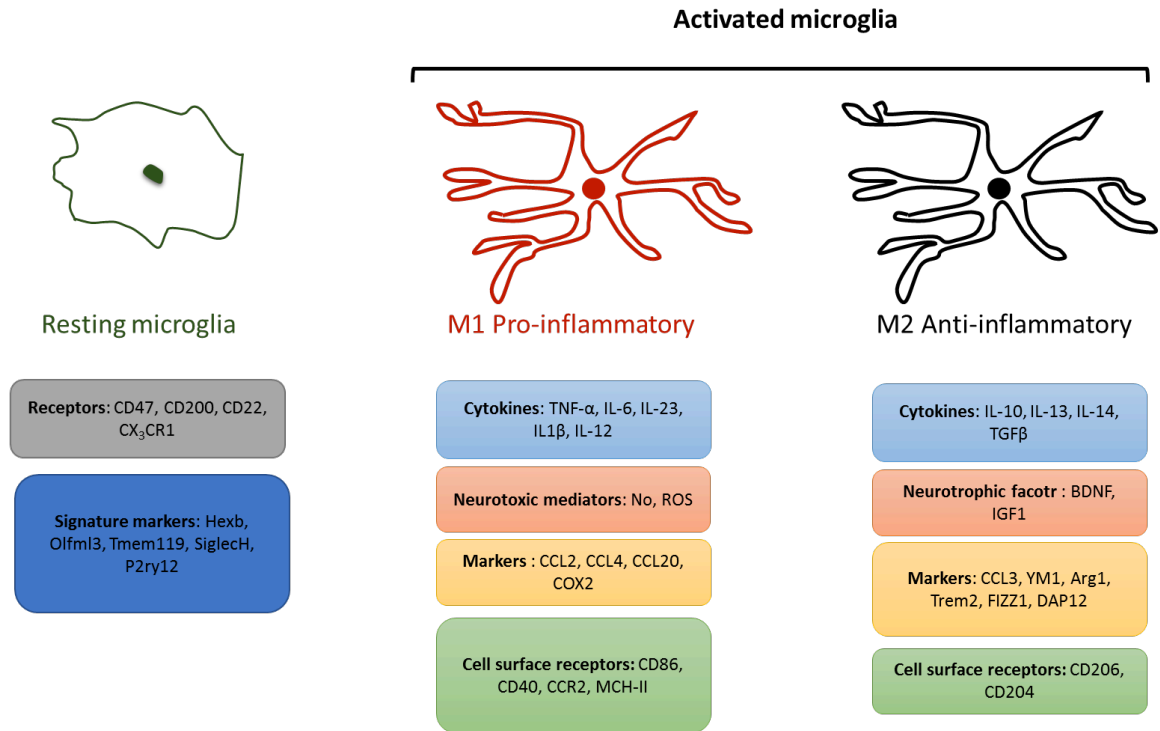 Activated microglia
Resting microglia
M1 Pro-inflammatory
M2 Anti-inflammatory
Receptors: CD47, CD200, CD22,
CX₃CR1
Signature markers: Hexb,
Olfml3, Tmem119, SiglecH,
P2ry12
Cytokines: TNF-α, IL-6, IL-23,
IL1β, IL-12
Neurotoxic mediators: No, ROS
Markers : CCL2, CCL4, CCL20,
COX2
Cell surface receptors: CD86,
CD40, CCR2, MCH-II
Cytokines: IL-10, IL-13, IL-14,
TGFβ
Neurotrophic facotr : BDNF,
IGF1
Markers: CCL3, YM1, Arg1,
Trem2, FIZZ1, DAP12
Cell surface receptors: CD206,
CD204